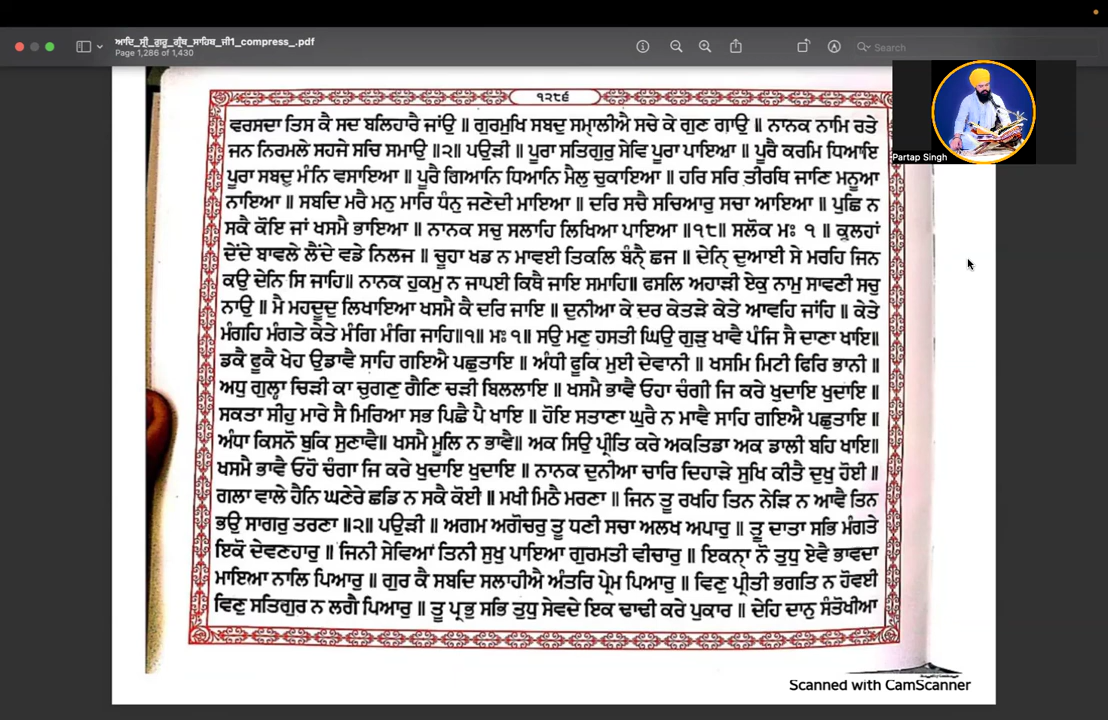 ਆਦਿ_ਸ੍ਰੀ_ਗੁਰੂ_ਗ੍ਰੰਥ_ਸਾਹਿਬ_ਜੀ1_compress_.pdf
Page 1,286 of 1,430
Search
Partap Singh
੧੨੮੬
ਵਰਸਦਾ ਤਿਸ ਕੈ ਸਦ ਬਲਿਹਾਰੈ ਜਾਂਉ ॥ ਗੁਰਮੁਖਿ ਸਬਦੁ ਸਮ੍ਹਾਲੀਐ ਸਚੇ ਕੇ ਗੁਣ ਗਾਉ ॥ ਨਾਨਕ ਨਾਮਿ ਰਤੇ
ਜਨ ਨਿਰਮਲੇ ਸਹਜੇ ਸਚਿ ਸਮਾਉ ॥੨॥ ਪਉੜੀ ॥ ਪੂਰਾ ਸਤਿਗੁਰੁ ਸੇਵਿ ਪੂਰਾ ਪਾਇਆ ॥ ਪੂਰੈ ਕਰਮਿ ਧਿਆਇ
ਪੂਰਾ ਸਬਦੁ ਮੰਨਿ ਵਸਾਇਆ ॥ ਪੂਰੈ ਗਿਆਨਿ ਧਿਆਨਿ ਮੈਲੁ ਚੁਕਾਇਆ ॥ ਹਰਿ ਸਰਿ ਤੀਰਥਿ ਜਾਣਿ ਮਨੂਆ
ਨਾਇਆ ॥ ਸਬਦਿ ਮਰੈ ਮਨੁ ਮਾਰਿ ਧੰਨੁ ਜਣੇਦੀ ਮਾਇਆ ॥ ਦਰਿ ਸਚੈ ਸਚਿਆਰੁ ਸਚਾ ਆਇਆ ॥ ਪੁਛਿ ਨ
ਸਕੈ ਕੋਇ ਜਾਂ ਖਸਮੈ ਭਾਇਆ ॥ ਨਾਨਕ ਸਚੁ ਸਲਾਹਿ ਲਿਖਿਆ ਪਾਇਆ ॥੧੮॥ ਸਲੋਕ ਮਃ ੧ ॥ ਕੁਲਹਾਂ
ਦੇਂਦੇ ਬਾਵਲੇ ਲੈਂਦੇ ਵਡੇ ਨਿਲਜ ॥ ਚੂਹਾ ਖਡ ਨ ਮਾਵਈ ਤਿਕਲਿ ਬੰਨ੍ਹੈ ਛਜ ॥ ਦੇਨ੍ਹਿ ਦੁਆਈ ਸੇ ਮਰਹਿ ਜਿਨ
ਕਉ ਦੇਨਿ ਸਿ ਜਾਹਿ॥ ਨਾਨਕ ਹੁਕਮੁ ਨ ਜਾਪਈ ਕਿਥੈ ਜਾਇ ਸਮਾਹਿ॥ ਫਸਲਿ ਅਹਾੜੀ ਏਕੁ ਨਾਮੁ ਸਾਵਣੀ ਸਚੁ
ਨਾਉ ॥ ਮੈ ਮਹਦੂਦੁ ਲਿਖਾਇਆ ਖਸਮੈ ਕੈ ਦਰਿ ਜਾਇ ॥ ਦੁਨੀਆ ਕੇ ਦਰ ਕੇਤੜੇ ਕੇਤੇ ਆਵਹਿ ਜਾਂਹਿ ॥ ਕੇਤੇ
ਮੰਗਹਿ ਮੰਗਤੇ ਕੇਤੇ ਮੰਗਿ ਮੰਗਿ ਜਾਹਿ॥੧॥ ਮਃ ੧॥ ਸਉ ਮਣੁ ਹਸਤੀ ਘਿਉ ਗੁੜੁ ਖਾਵੈ ਪੰਜਿ ਸੈ ਦਾਣਾ ਖਾਇ॥
ਡਕੈ ਫੂਕੈ ਖੇਹ ਉਡਾਵੈ ਸਾਹਿ ਗਇਐ ਪਛੁਤਾਇ ॥ ਅੰਧੀ ਫੂਕਿ ਮੁਈ ਦੇਵਾਨੀ ॥ ਖਸਮਿ ਮਿਟੀ ਫਿਰਿ ਭਾਨੀ ॥
ਅਧੁ ਗੁਲ੍ਹਾ ਚਿੜੀ ਕਾ ਚੁਗਣੁ ਗੈਣਿ ਚੜੀ ਬਿਲਲਾਇ ॥ ਖਸਮੈ ਭਾਵੈ ਓਹਾ ਚੰਗੀ ਜਿ ਕਰੇ ਖੁਦਾਇ ਖੁਦਾਇ ॥
ਸਕਤਾ ਸੀਹੁ ਮਾਰੇ ਸੈ ਮਿਰਿਆ ਸਭ ਪਿਛੈ ਪੈ ਖਾਇ ॥ ਹੋਇ ਸਤਾਣਾ ਘੁਰੈ ਨ ਮਾਵੈ ਸਾਹਿ ਗਇਐ ਪਛੁਤਾਇ ॥
ਅੰਧਾ ਕਿਸਨੋ ਬੁਕਿ ਸੁਣਾਵੈ॥ ਖਸਮੈ ਮੂਲਿ ਨ ਭਾਵੈ॥ ਅਕ ਸਿਉ ਪ੍ਰੀਤਿ ਕਰੇ ਅਕਤਿਡਾ ਅਕ ਡਾਲੀ ਬਹਿ ਖਾਇ॥
ਖਸਮੈ ਭਾਵੈ ਓਹੋ ਚੰਗਾ ਜਿ ਕਰੇ ਖੁਦਾਇ ਖੁਦਾਇ ॥ ਨਾਨਕ ਦੁਨੀਆ ਚਾਰਿ ਦਿਹਾੜੇ ਸੁਖਿ ਕੀਤੈ ਦੁਖੁ ਹੋਈ ॥
ਗਲਾ ਵਾਲੇ ਹੈਨਿ ਘਣੇਰੇ ਛਡਿ ਨ ਸਕੈ ਕੋਈ ॥ ਮਖੀ ਮਿਠੈ ਮਰਣਾ ॥ ਜਿਨ ਤੂ ਰਖਹਿ ਤਿਨ ਨੇੜਿ ਨ ਆਵੈ ਤਿਨ
ਭਉ ਸਾਗਰੁ ਤਰਣਾ ॥੨॥ ਪਉੜੀ ॥ ਅਗਮ ਅਗੋਚਰੁ ਤੂ ਧਣੀ ਸਚਾ ਅਲਖ ਅਪਾਰੁ ॥ ਤੂ ਦਾਤਾ ਸਭਿ ਮੰਗਤੇ
ਇਕੋ ਦੇਵਣਹਾਰੁ ॥ ਜਿਨੀ ਸੇਵਿਆਂ ਤਿਨੀ ਸੁਖੁ ਪਾਇਆ ਗੁਰਮਤੀ ਵੀਚਾਰੁ ॥ ਇਕਨਾ ਨੋ ਤੁਧੁ ਏਵੈ ਭਾਵਦਾ
ਮਾਇਆ ਨਾਲਿ ਪਿਆਰੁ ॥ ਗੁਰ ਕੈ ਸਬਦਿ ਸਲਾਹੀਐ ਅੰਤਰਿ ਪ੍ਰੇਮ ਪਿਆਰੁ ॥ ਵਿਣੁ ਪ੍ਰੀਤੀ ਭਗਤਿ ਨ ਹੋਵਈ
ਵਿਣੁ ਸਤਿਗੁਰ ਨ ਲਗੈ ਪਿਆਰੁ ॥ ਤੂ ਪ੍ਰਭੁ ਸਭਿ ਤੁਧੁ ਸੇਵਦੇ ਇਕ ਢਾਢੀ ਕਰੇ ਪੁਕਾਰ ॥ ਦੇਹਿ ਦਾਨੁ ਸੰਤੋਖੀਆ
Scanned with CamScanner